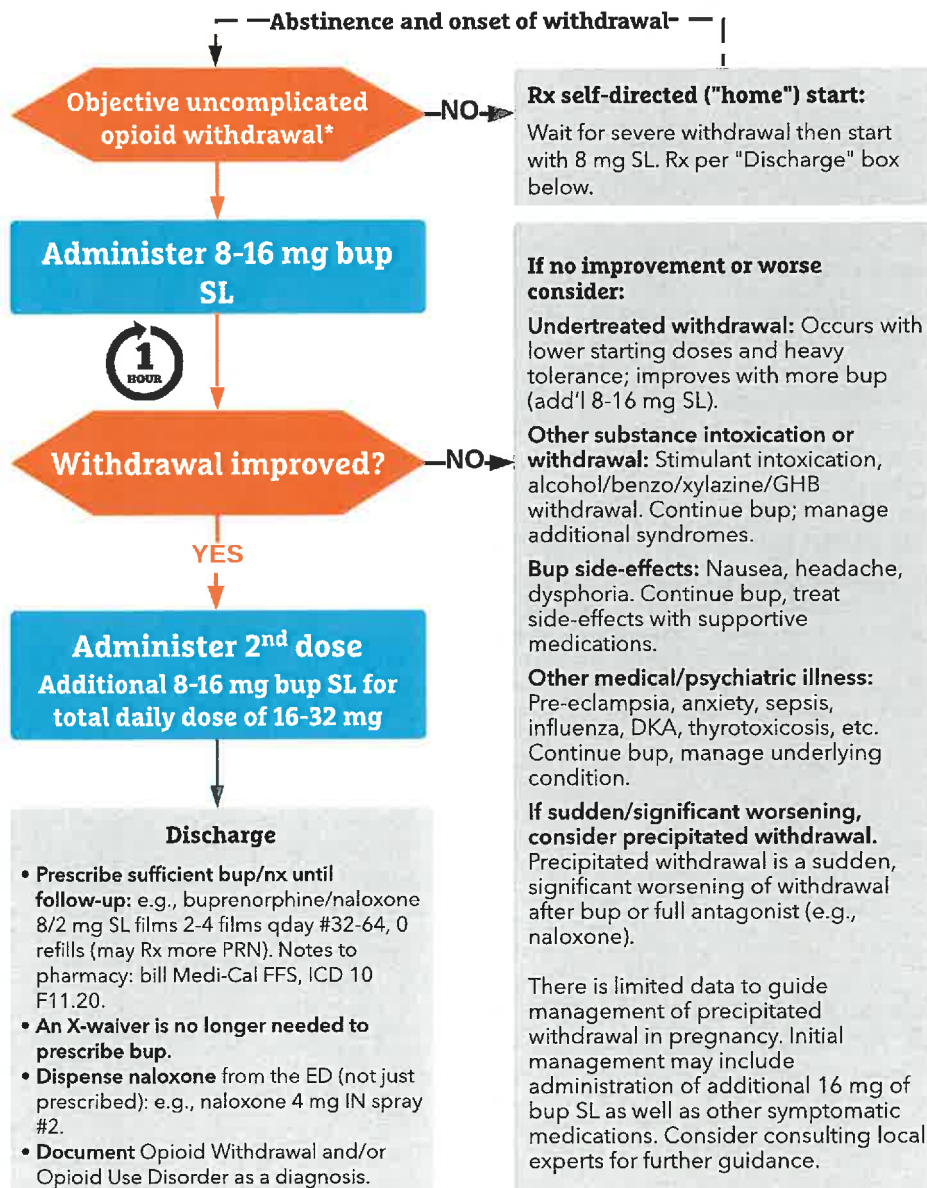 Abstinence and onset of withdrawal
Objective uncomplicated
opioid withdrawal*
NO
Rx self-directed ("home") start:
Wait for severe withdrawal then start
with 8 mg SL. Rx per "Discharge" box
below.
Administer 8-16 mg bup
SL
1
HOUR
Withdrawal improved?
NO
YES
Administer 2nd dose
Additional 8-16 mg bup SL for
total daily dose of 16-32 mg
If no improvement or worse
consider:
Undertreated withdrawal: Occurs with
lower starting doses and heavy
tolerance; improves with more bup
(add'l 8-16 mg SL).
Other substance intoxication or
withdrawal: Stimulant intoxication,
alcohol/benzo/xylazine/GHB
withdrawal. Continue bup; manage
additional syndromes.
Bup side-effects: Nausea, headache,
dysphoria. Continue bup, treat
side-effects with supportive
medications.
Other medical/psychiatric illness:
Pre-eclampsia, anxiety, sepsis,
influenza, DKA, thyrotoxicosis, etc.
Continue bup, manage underlying
condition.
If sudden/significant worsening,
consider precipitated withdrawal.
Precipitated withdrawal is a sudden,
significant worsening of withdrawal
after bup or full antagonist (e.g.,
naloxone).
There is limited data to guide
management of precipitated
withdrawal in pregnancy. Initial
management may include
administration of additional 16 mg of
bup SL as well as other symptomatic
medications. Consider consulting local
experts for further guidance.
Discharge
• Prescribe sufficient bup/nx until
follow-up: e.g., buprenorphine/naloxone
8/2 mg SL films 2-4 films qday #32-64, 0
refills (may Rx more PRN). Notes to
pharmacy: bill Medi-Cal FFS, ICD 10
F11.20.
• An X-waiver is no longer needed to
prescribe bup.
• Dispense naloxone from the ED (not just
prescribed): e.g., naloxone 4 mg IN spray
#2.
• Document Opioid Withdrawal and/or
Opioid Use Disorder as a diagnosis.